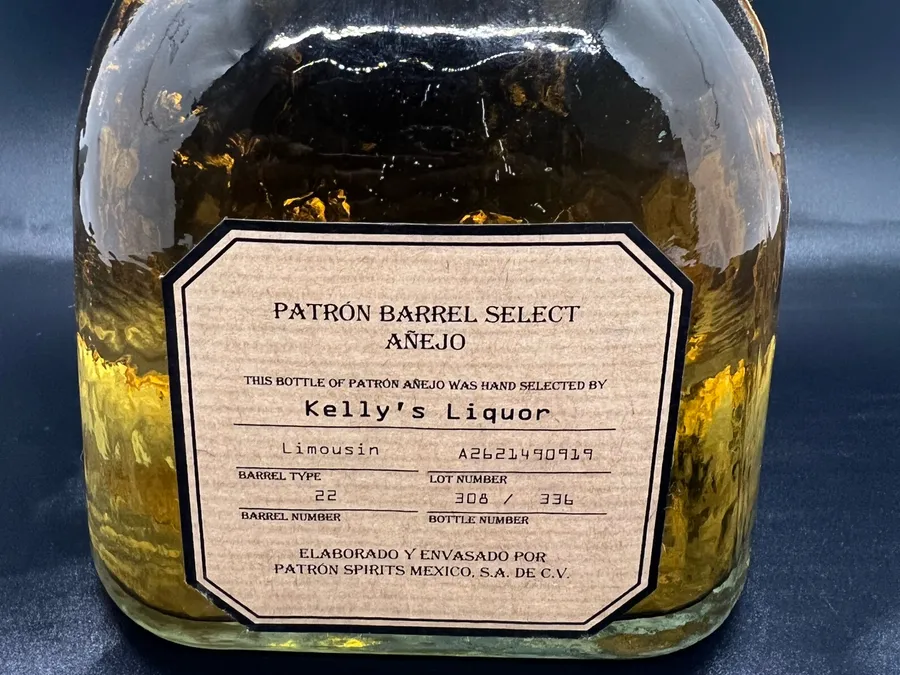 PATRÓN BARREL SELECT
AÑEJO
THIS BOTTLE OF PATRÓN AÑEJO WAS HAND SELECTED BY
Kelly's Liquor
Limousin A2621490919
BARREL TYPE LOT NUMBER
22 308 / 336
BARREL NUMBER BOTTLE NUMBER
ELABORADO Y ENVASADO POR
PATRÓN SPIRITS MEXICO, S.A. DE C.V.